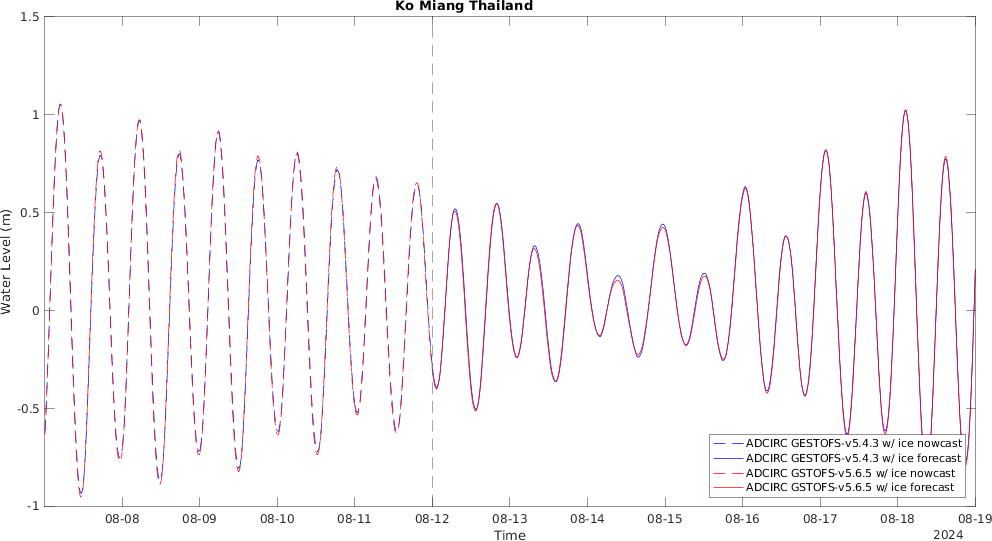 Ko Miang Thailand
1.5
1
0.5
0
-0.5
-1
Water Level (m)
ADCIRC GESTOFS-v5.4.3 w/ ice nowcast
ADCIRC GESTOFS-v5.4.3 w/ ice forecast
ADCIRC GSTOFS-v5.6.5 w/ ice nowcast
ADCIRC GSTOFS-v5.6.5 w/ ice forecast
08-08 08-09 08-10 08-11 08-12 08-13 08-14 08-15 08-16 08-17 08-18 08-19
Time
2024